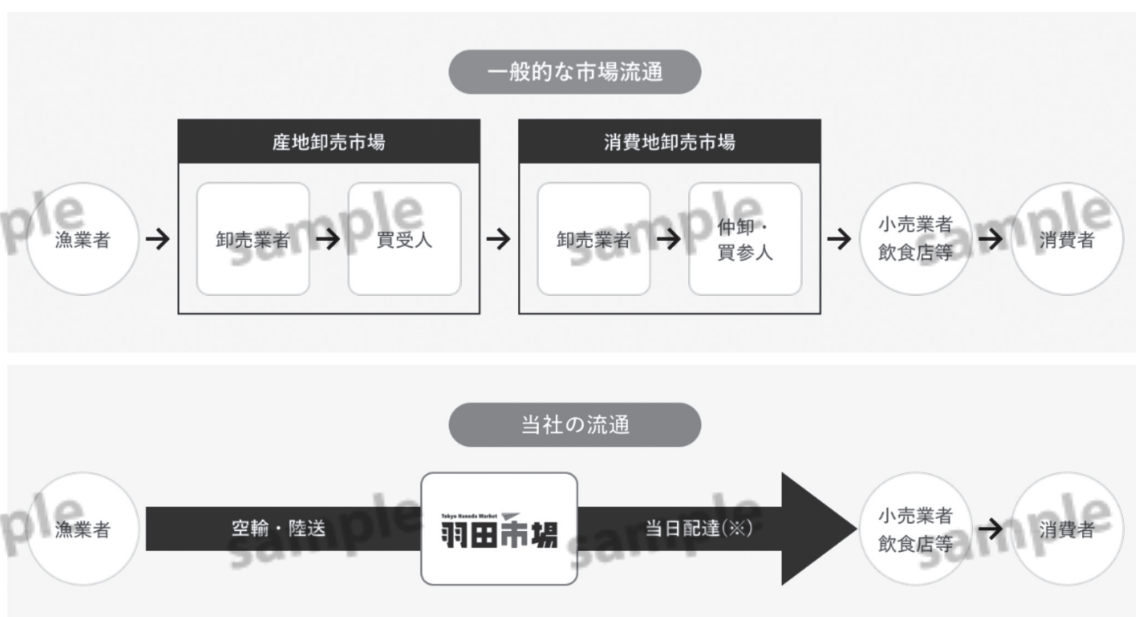 一般的な市場流通
産地卸売市場
消費地卸売市場
漁業者
卸売業者
買受人
卸売業者
仲卸・
買参人
小売業者
飲食店等
消費者
sample
sample
sample
sample
sample
当社の流通
漁業者
空輸・陸送
Tokyo Haneda Market
羽田市場
当日配達(※)
小売業者
飲食店等
消費者
sample
sample
sample
sample